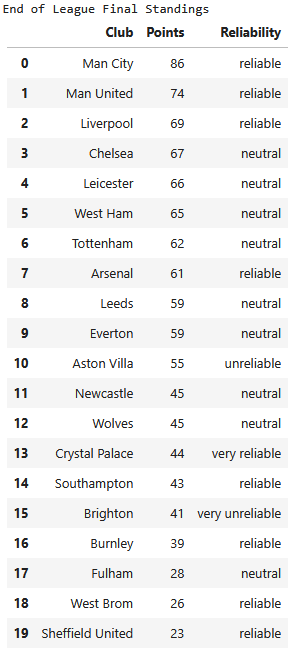 End of League Final Standings
Club Points Reliability
0 Man City 86 reliable
1 Man United 74 reliable
2 Liverpool 69 reliable
3 Chelsea 67 neutral
4 Leicester 66 neutral
5 West Ham 65 neutral
6 Tottenham 62 neutral
7 Arsenal 61 reliable
8 Leeds 59 neutral
9 Everton 59 neutral
10 Aston Villa 55 unreliable
11 Newcastle 45 neutral
12 Wolves 45 neutral
13 Crystal Palace 44 very reliable
14 Southampton 43 reliable
15 Brighton 41 very unreliable
16 Burnley 39 reliable
17 Fulham 28 neutral
18 West Brom 26 reliable
19 Sheffield United 23 reliable